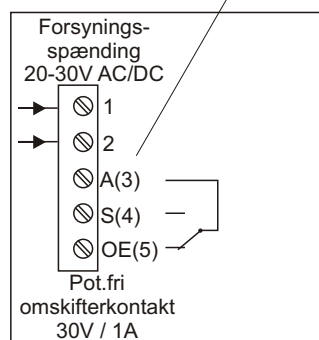 Forsynings-
spænding
20-30V AC/DC
1
2
A(3)
S(4)
OE(5)
Pot.fri
omskifterkontakt
30V / 1A